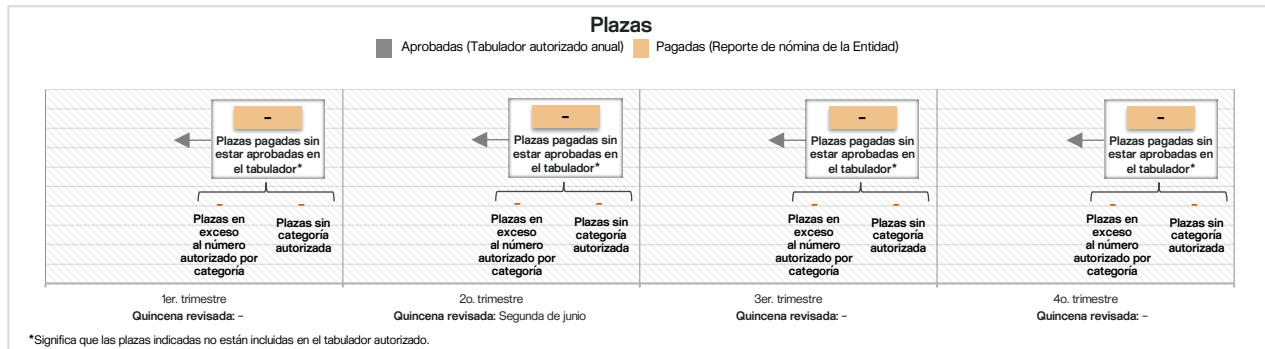 Plazas
Aprobadas (Tabulador autorizado anual)
Pagadas (Reporte de nómina de la Entidad)
-
Plazas pagadas sin
estar aprobadas en
el tabulador*
-
-
Plazas en
exceso
al número
autorizado por
categoría
Plazas sin
categoría
autorizada
1er. trimestre
Quincena revisada: -
-
Plazas pagadas sin
estar aprobadas en
el tabulador*
-
-
Plazas en
exceso
al número
autorizado por
categoría
Plazas sin
categoría
autorizada
2o. trimestre
Quincena revisada: Segunda de junio
-
Plazas pagadas sin
estar aprobadas en
el tabulador*
-
-
Plazas en
exceso
al número
autorizado por
categoría
Plazas sin
categoría
autorizada
3er. trimestre
Quincena revisada: -
-
Plazas pagadas sin
estar aprobadas en
el tabulador*
-
-
Plazas en
exceso
al número
autorizado por
categoría
Plazas sin
categoría
autorizada
4o. trimestre
Quincena revisada: -
*Significa que las plazas indicadas no están incluidas en el tabulador autorizado.